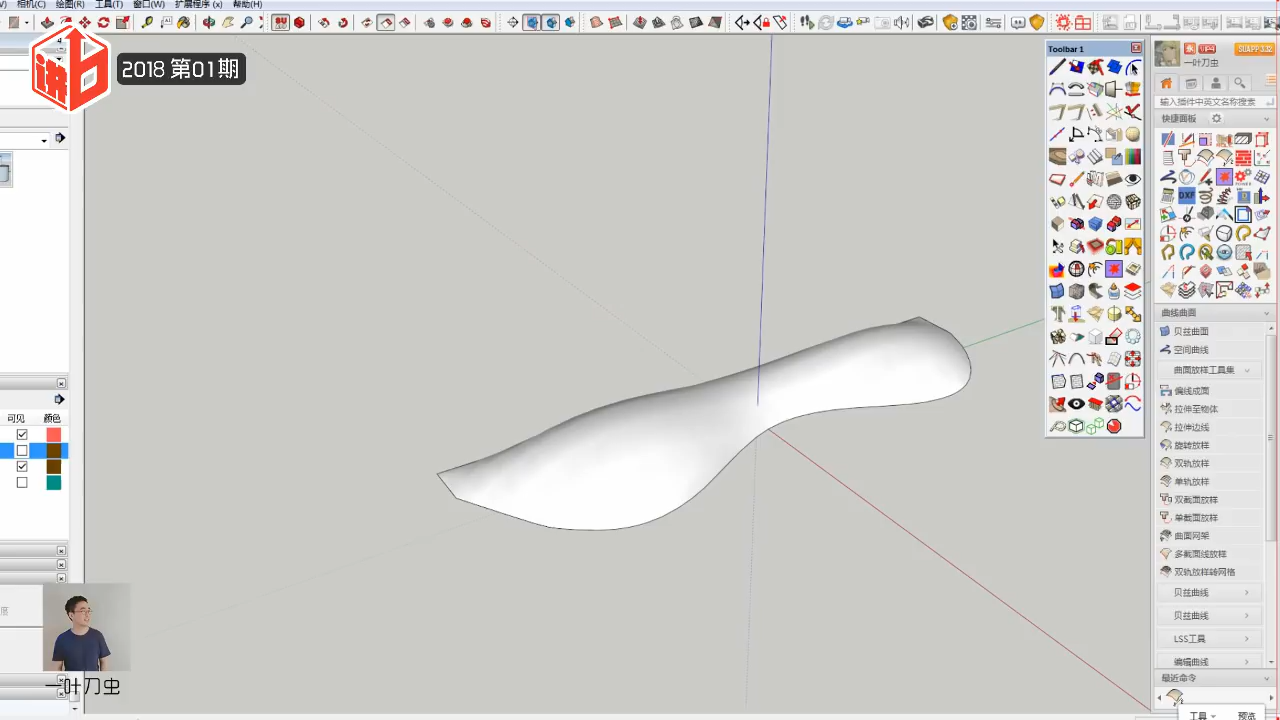 相机(C) 绘图(R) 工具(T) 窗口(W) 扩展程序(x) 帮助(H)
讲
2018 第01期
Toolbar 1
VIP4
SUAPP3.32
一叶刀虫
输入插件中英文名搜索
快捷面板
DXF
曲线曲面
贝兹曲面
空间曲线
曲面放样工具集
偏线成面
拉伸至物体
拉伸边线
旋转放样
双轨放样
单轨放样
双截面放样
单截面放样
曲面网架
多截面线放样
双轨放样转网格
贝兹曲线
贝兹曲线
LSS工具
编辑曲线
最近命令
工具
预览
可见 颜色
度
一叶刀虫